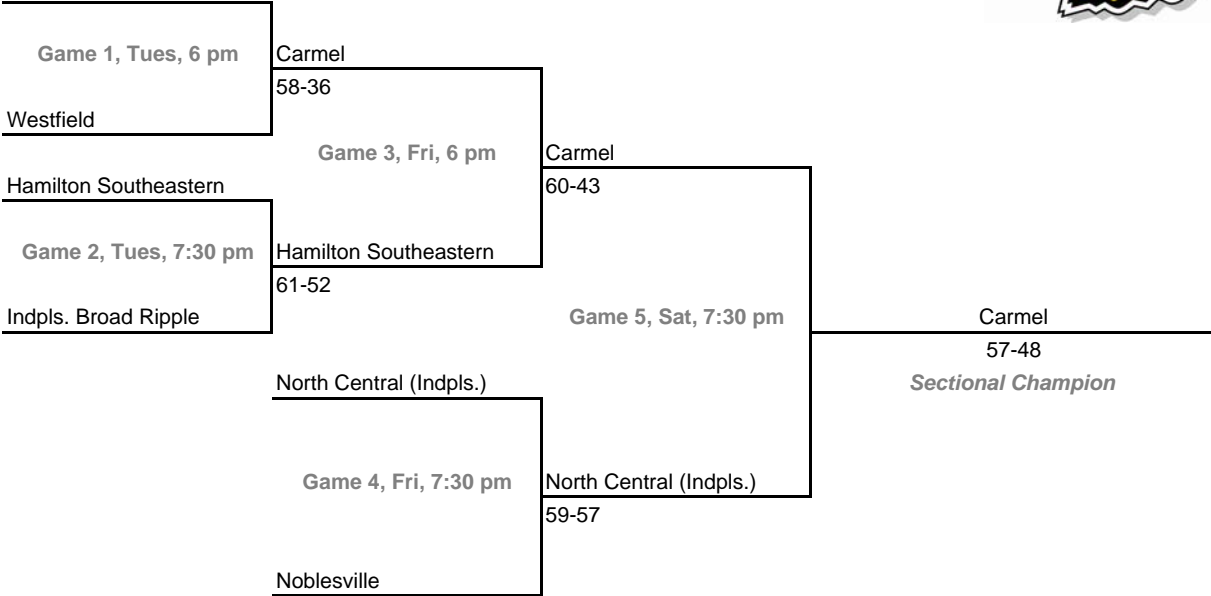 Game 1, Tues, 6 pm
Carmel
58-36
Westfield
Game 3, Fri, 6 pm
Carmel
60-43
Hamilton Southeastern
Game 2, Tues, 7:30 pm
Hamilton Southeastern
61-52
Indpls. Broad Ripple
Game 5, Sat, 7:30 pm
Carmel
57-48
Sectional Champion
North Central (Indpls.)
Game 4, Fri, 7:30 pm
North Central (Indpls.)
59-57
Noblesville